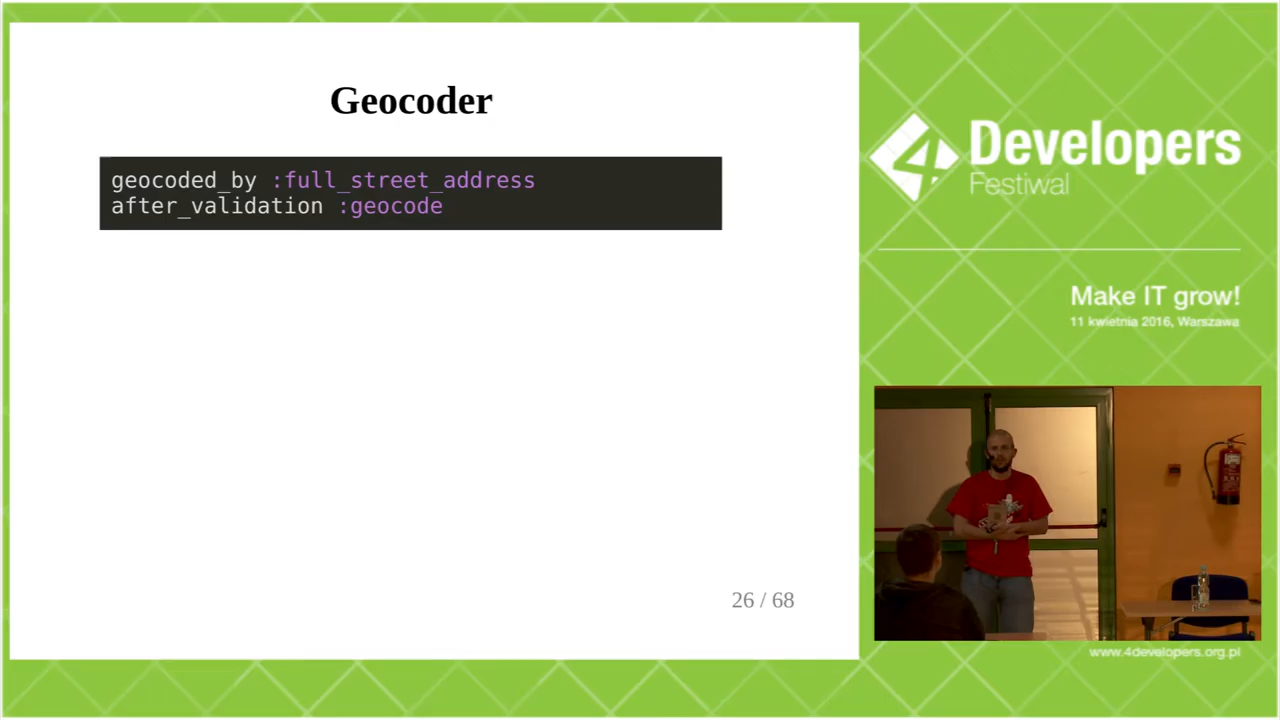 Geocoder
geocoded_by :full_street_address
after_validation :geocode
26 / 68
4Developers
Festiwal
Make IT grow!
11 kwietnia 2016, Warszawa
www.4developers.org.pl